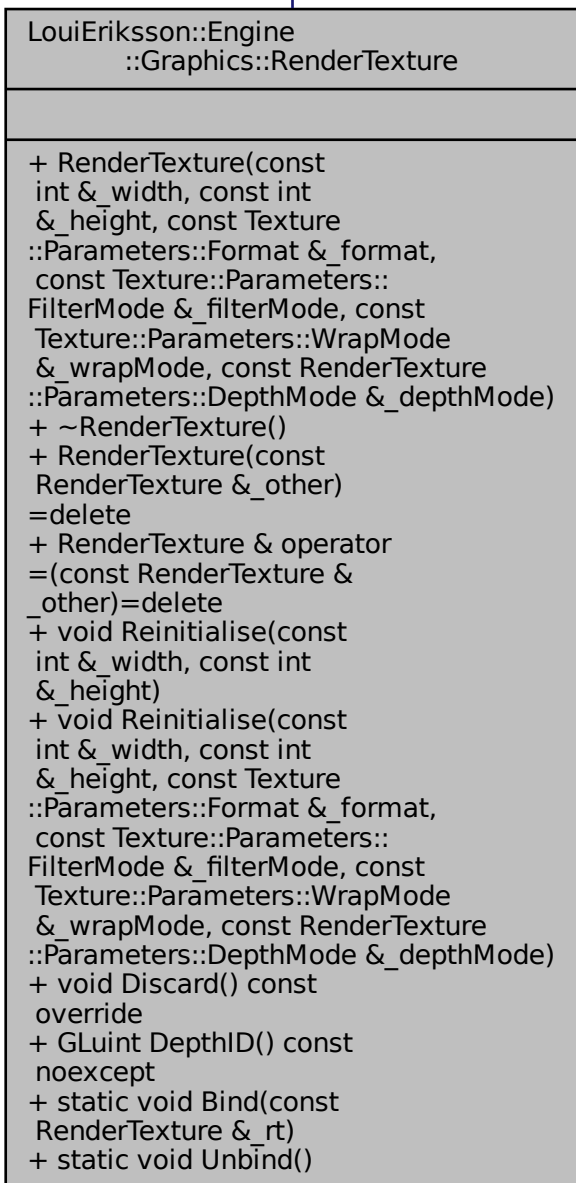 LouiEriksson::Engine
::Graphics::RenderTexture
+ RenderTexture(const
int &_width, const int
&_height, const Texture
::Parameters::Format &_format,
const Texture::Parameters::
FilterMode &_filterMode, const
Texture::Parameters::WrapMode
&_wrapMode, const RenderTexture
::Parameters::DepthMode &_depthMode)
+ ~RenderTexture()
+ RenderTexture(const
RenderTexture &_other)
=delete
+ RenderTexture & operator
=(const RenderTexture &
_other)=delete
+ void Reinitialise(const
int &_width, const int
&_height)
+ void Reinitialise(const
int &_width, const int
&_height, const Texture
::Parameters::Format &_format,
const Texture::Parameters::
FilterMode &_filterMode, const
Texture::Parameters::WrapMode
&_wrapMode, const RenderTexture
::Parameters::DepthMode &_depthMode)
+ void Discard() const
override
+ GLuint DepthID() const
noexcept
+ static void Bind(const
RenderTexture &_rt)
+ static void Unbind()